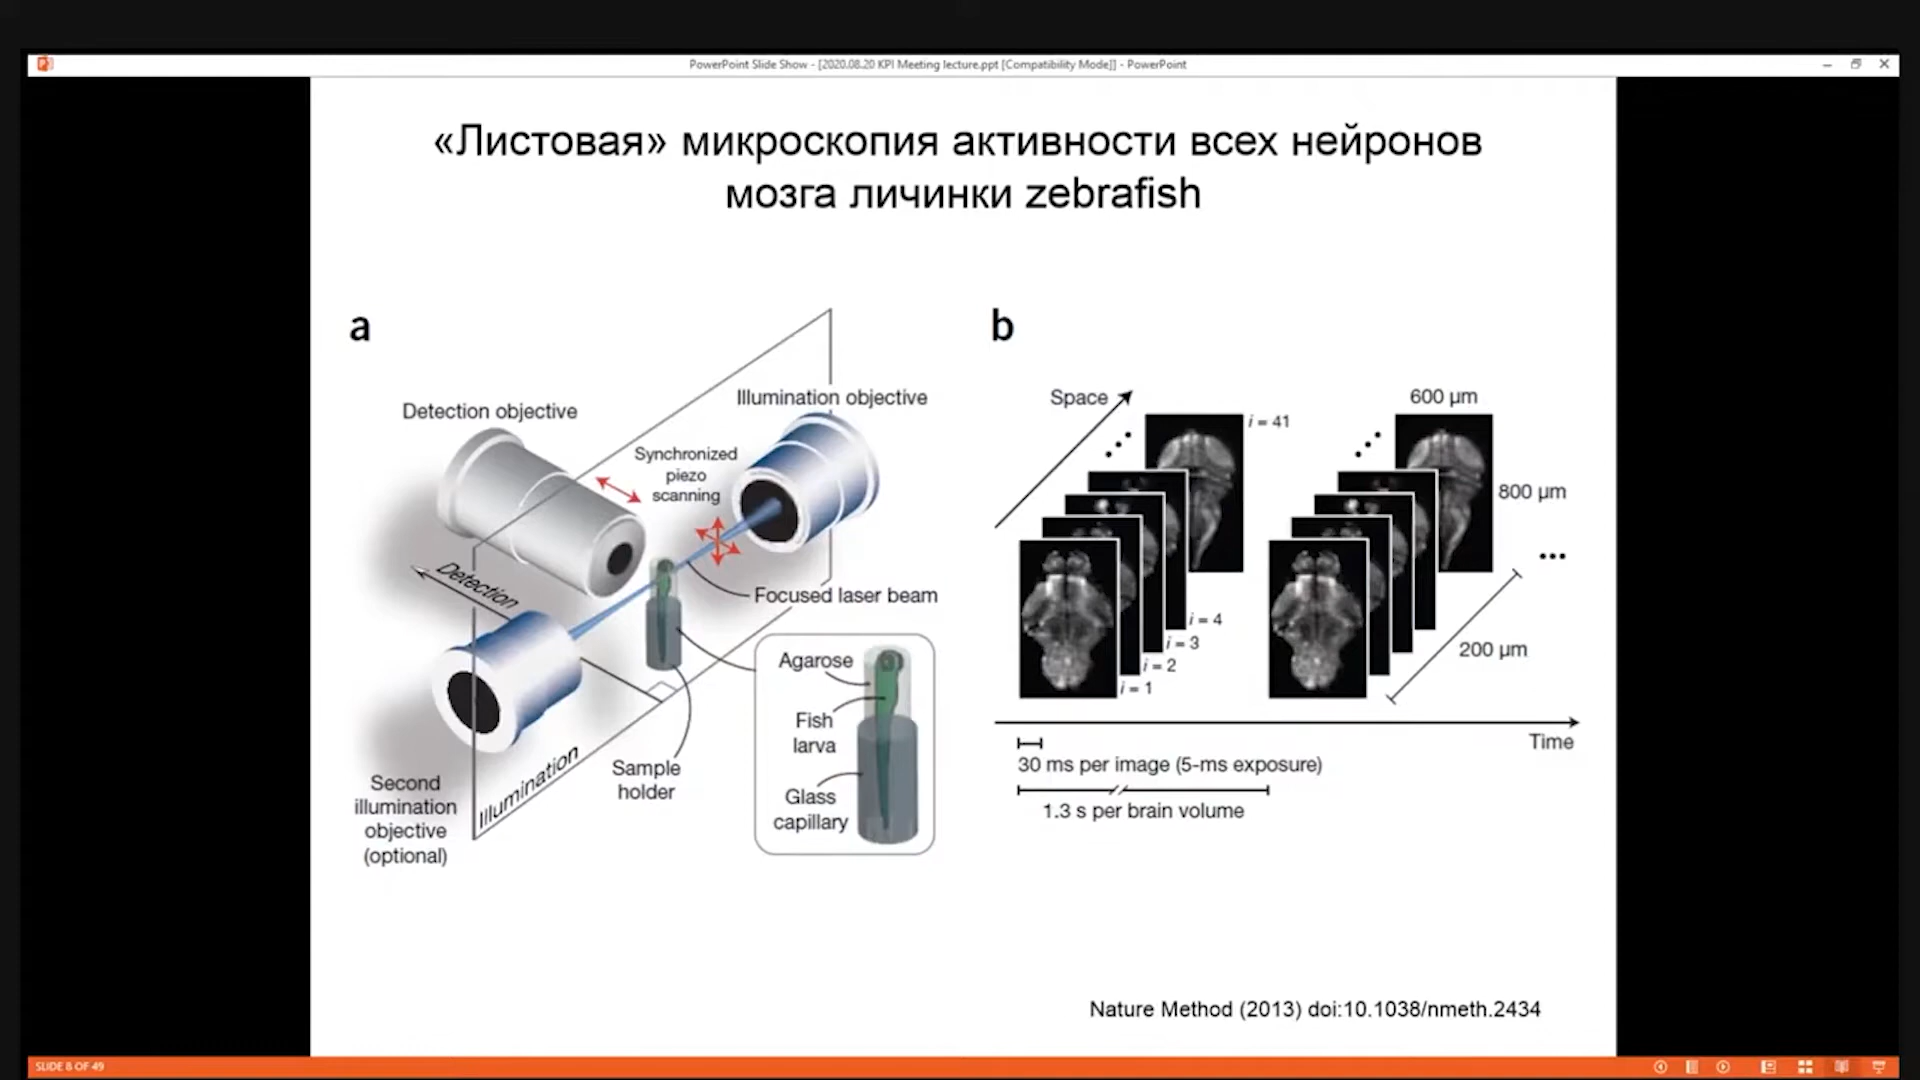 PowerPoint Slide Show - [2020.08.20 KPI Meeting lecture.ppt [Compatibility Mode]] - PowerPoint
«Листовая» микроскопия активности всех нейронов
мозга личинки zebrafish
a
Detection objective
Illumination objective
Synchronized
piezo
scanning
Detection
Focused laser beam
Agarose
Fish
larva
Glass
capillary
Sample
holder
Illumination
Second
illumination
objective
(optional)
b
Space
i = 41
600 µm
800 µm
i = 4
i = 3
i = 2
i = 1
200 µm
Time
30 ms per image (5-ms exposure)
1.3 s per brain volume
Nature Method (2013) doi:10.1038/nmeth.2434
SLIDE 8 OF 49